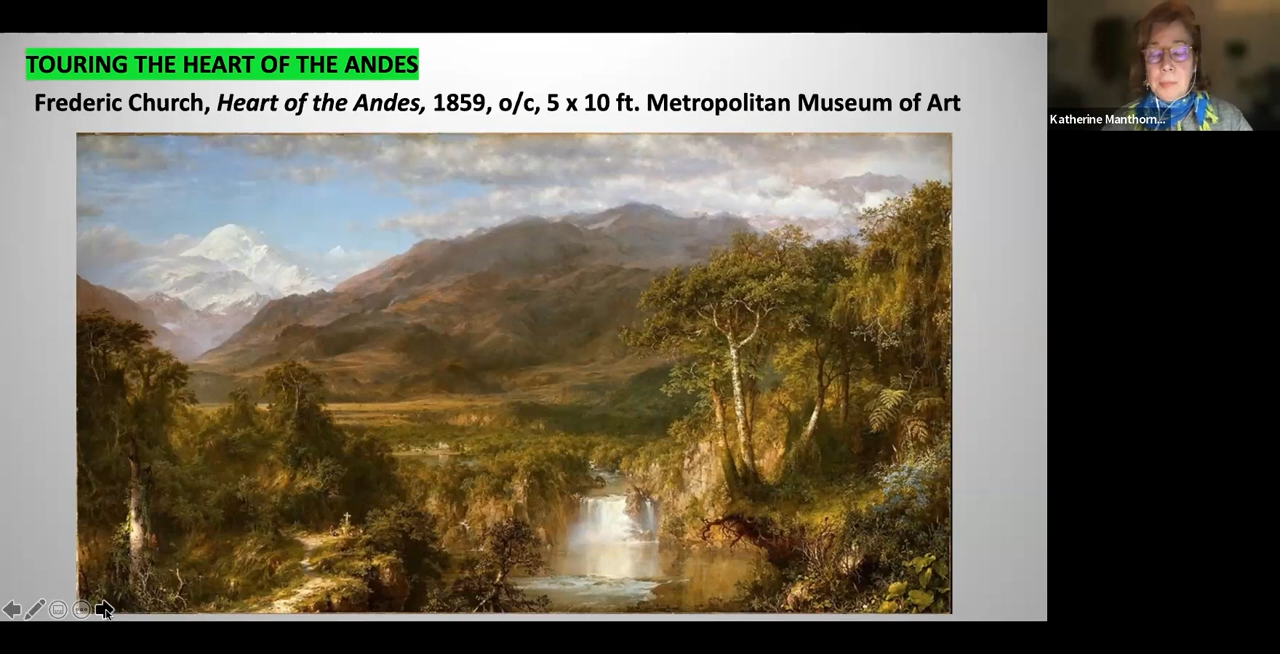 TOURING THE HEART OF THE ANDES
Frederic Church, Heart of the Andes, 1859, o/c, 5 x 10 ft. Metropolitan Museum of Art
Katherine Manthorn...